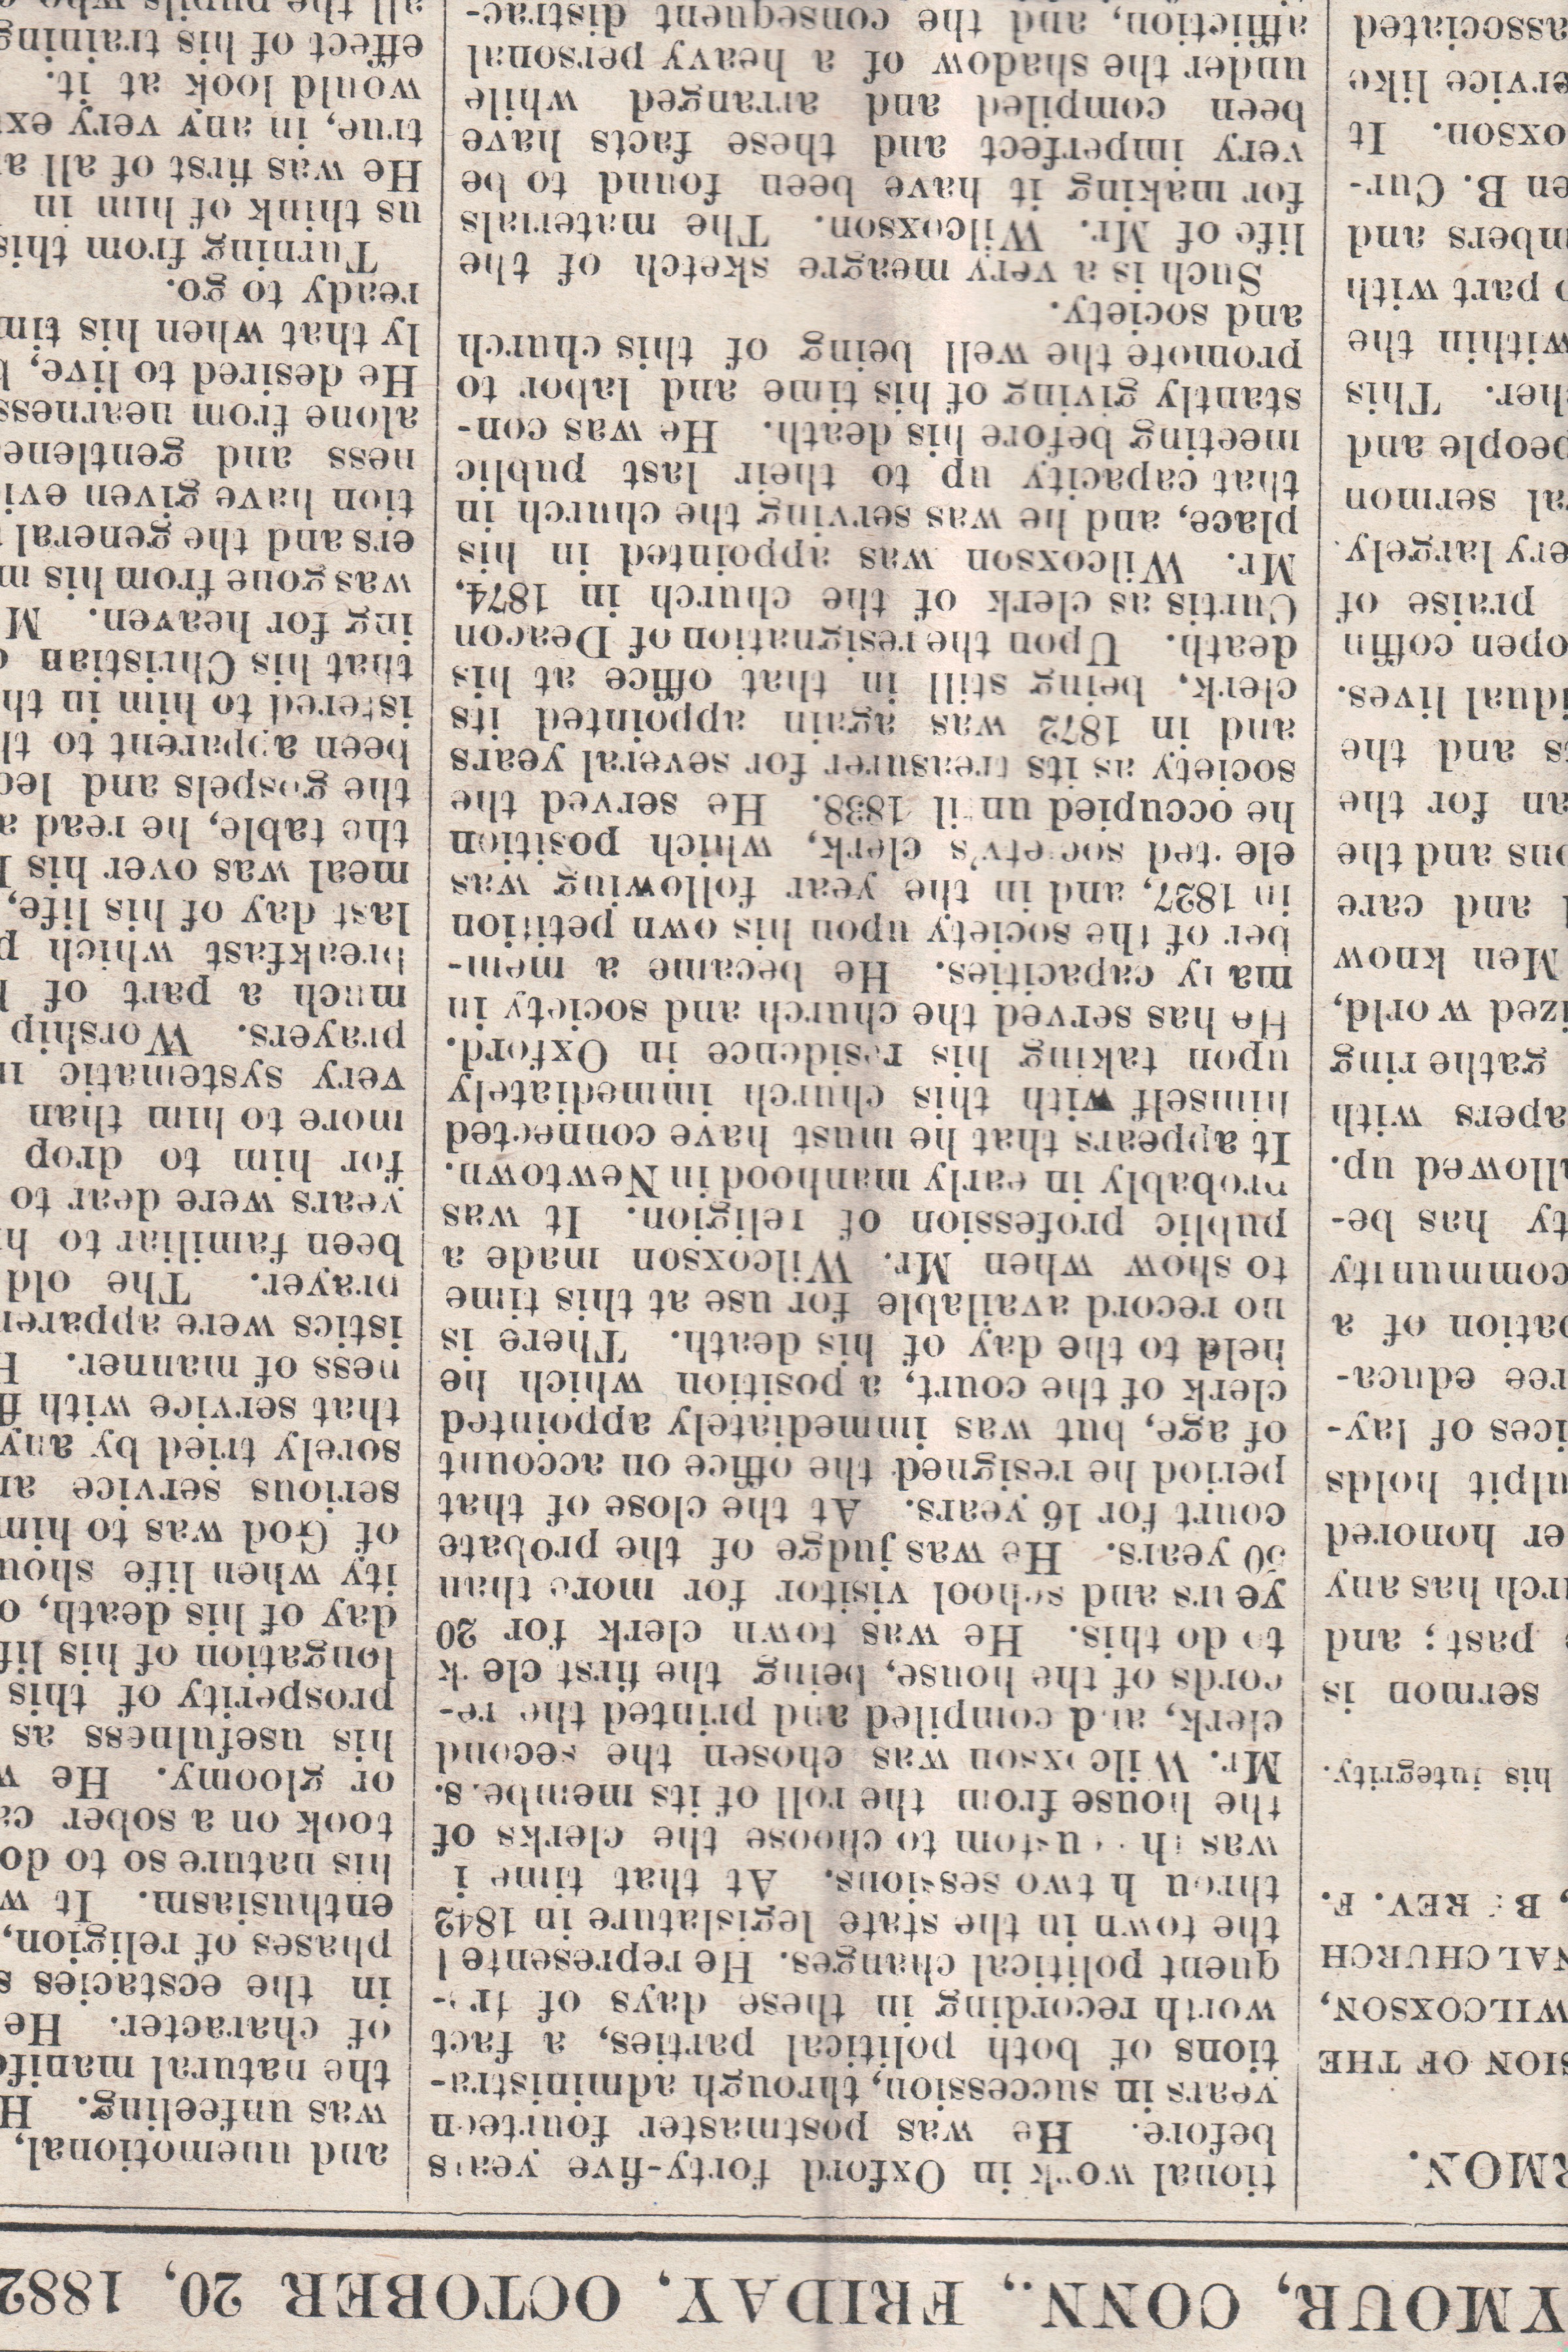 YMOUR, CONN., FRIDAY, OCTOBER 20, 1882
RMON.
SION OF THE
WILCOXSON,
NAL CHURCH
, B: REV. F.
his integrity.
sermon is
past; and
rch has any
er honored
ulpit holds
ices of lay-
ree educa-
pation of a
community
ty has be-
llowed up.
apers with
gathe ring
ized world,
Men know
and care
ons and the
an for the
s and the
idual lives.
open coffin
praise of
ery largely
al sermon
people and
her. This
within the
o part with
mbers and
en B. Cur-
oxson. It
ervice like
associated
tional work in Oxford forty-five years
before. He was postmaster fourteen
years in succession, through administra-
tions of both political parties, a fact
worth recording in these days of fre-
quent political changes. He represented
the town in the state legislature in 1842
throu h two sessions. At that time i
was th custom to choose the clerks of
the house from the roll of its members.
Mr. Wilcoxson was chosen the second
clerk, and compiled and printed the re-
cords of the house, being the first cle k
to do this. He was town clerk for 20
years and school visitor for more than
50 years. He was judge of the probate
court for 16 years. At the close of that
period he resigned the office on account
of age, but was immediately appointed
clerk of the court, a position which he
held to the day of his death. There is
no record available for use at this time
to show when Mr. Wilcoxson made a
public profession of religion. It was
probably in early manhood in Newtown.
It appears that he must have connected
himself with this church immediately
upon taking his residence in Oxford.
He has served the church and society in
many capacities. He became a mem-
ber of the society upon his own petition
in 1827, and in the year following was
ele ted society's clerk, which position
he occupied until 1838. He served the
society as its treasurer for several years
and in 1872 was again appointed its
clerk, being still in that office at his
death. Upon the resignation of Deacon
Curtis as clerk of the church in 1874,
Mr. Wilcoxson was appointed in his
place, and he was serving the church in
that capacity up to their last public
meeting before his death. He was con-
stantly giving of his time and labor to
promote the well being of this church
and society.
Such is a very meagre sketch of the
life of Mr. Wilcoxson. The materials
for making it have been found to be
very imperfect and these facts have
been compiled and arranged while
under the shadow of a heavy personal
affliction, and the consequent distrac-
and unemotional,
was unfeeling. H
the natural manife
of character. He
in the ecstacies s
phases of religion,
enthusiasm. It w
his nature so to do
took on a sober ca
or gloomy. He w
his usefulness as
prosperity of this
longation of his lif
day of his death, o
ity when life shou
of God was to him
serious service an
sorely tried by any
that service with fi
ness of manner. H
istics were apparen
prayer. The old
been familiar to hi
years were dear to
for him to drop
more to him than
very systematic in
prayers. Worship
much a part of h
breakfast which p
last day of his life,
meal was over his
the table, he read a
the gospels and led
been apparent to th
istered to him in th
that his Christian
ing for heaven. M
was gone from his m
ers and the general
tion have given evi
ness and gentlene
alone from nearness
He desired to live, b
ly that when his tim
ready to go.
Turning from this
us think of him in
He was first of all a
true, in any very ex
would look at it.
effect of his training
all the pupils who